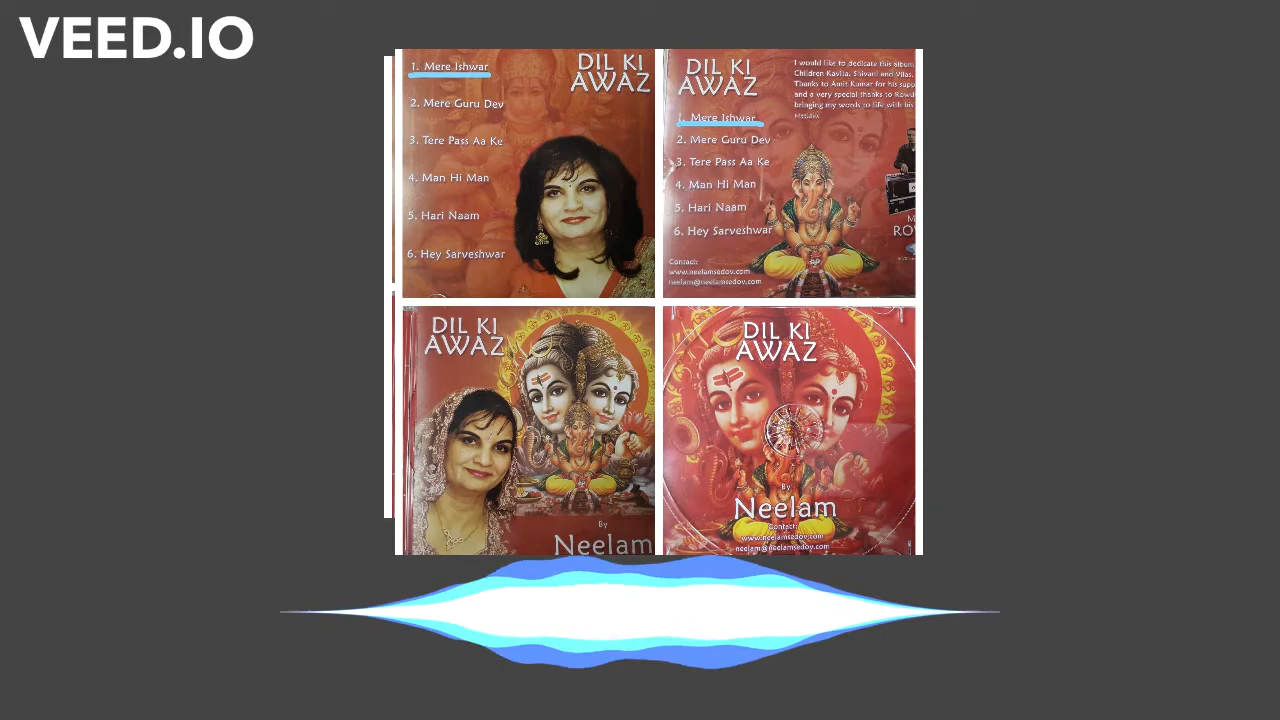 VEED.IO
DIL KI
AWAZ
1. Mere Ishwar
2. Mere Guru Dev
3. Tere Pass Aa Ke
4. Man Hi Man
5. Hari Naam
6. Hey Sarveshwar
DIL KI
AWAZ
I would like to dedicate this album
Children Kavita, Shivani and Vilas.
Thanks to Amit Kumar for his supp
and a very special thanks to Rowd
bringing my words to life with his
Neelam
1. Mere Ishwar
2. Mere Guru Dev
3. Tere Pass Aa Ke
4. Man Hi Man
5. Hari Naam
6. Hey Sarveshwar
M
ROV
Contact:
www.neelamsedov.com
neelam@neelamsedov.com
DIL KI
AWAZ
By
Neelam
DIL KI
AWAZ
By
Neelam
Contact:
www.neelamsedov.com
neelam@neelamsedov.com